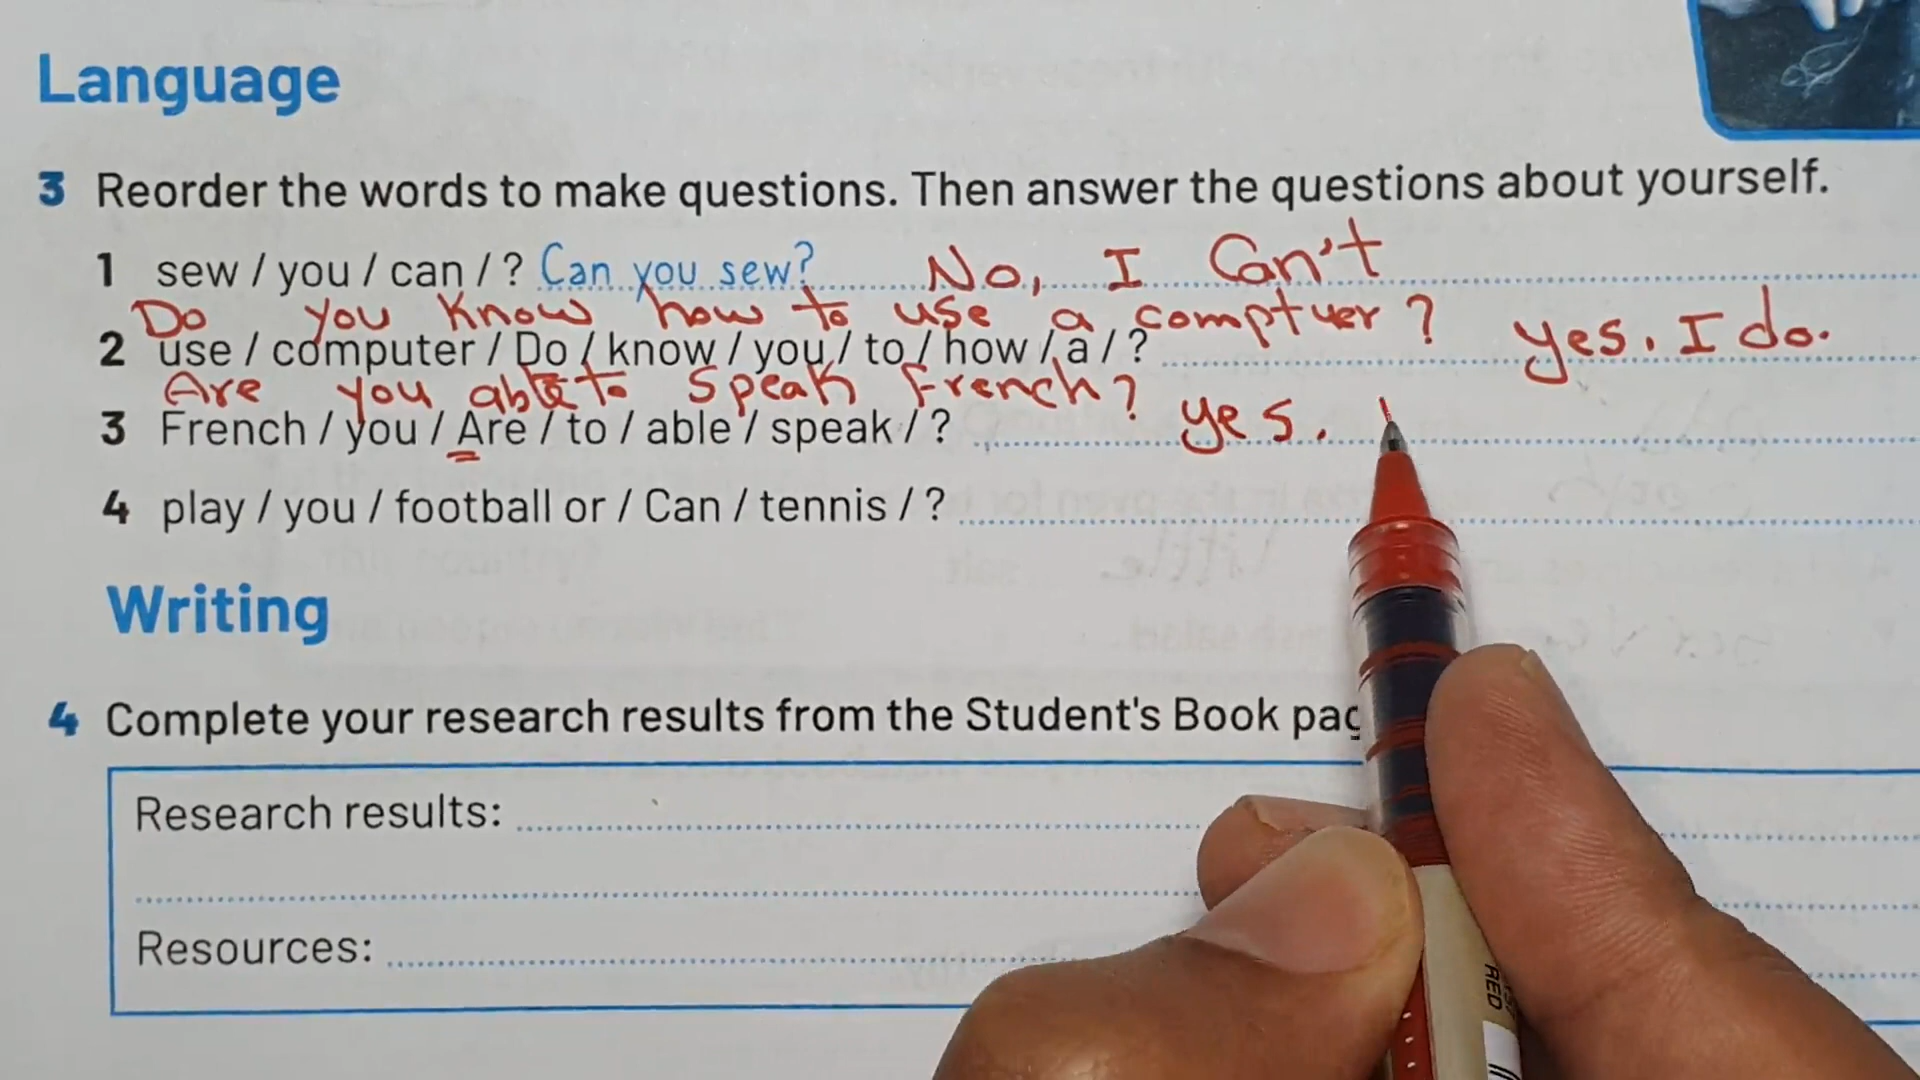 Language
3 Reorder the words to make questions. Then answer the questions about yourself.
1 sew / you / can / ? Can you sew? No, I Can't
Do you know how to use a comptuer ? yes. I do.
2 use / computer / Do / know / you / to / how / a / ?
Are you able to speak French?
3 French / you / Are / to / able / speak / ? yes.
4 play / you / football or / Can / tennis / ?
Writing
4 Complete your research results from the Student's Book pag
Research results:
Resources:
RED